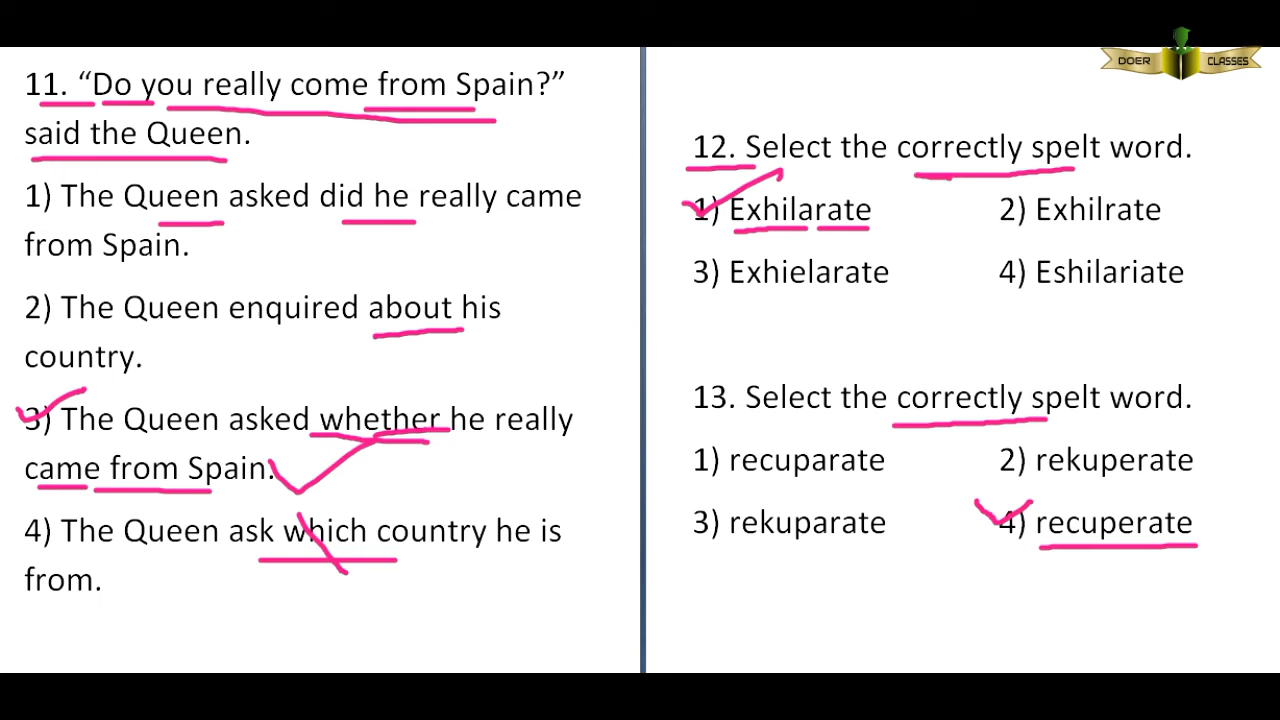 11. “Do you really come from Spain?”
said the Queen.
1) The Queen asked did he really came
from Spain.
2) The Queen enquired about his
country.
3) The Queen asked whether he really
came from Spain.
4) The Queen ask which country he is
from.
DOER CLASSES
12. Select the correctly spelt word.
1) Exhilarate 2) Exhilrate
3) Exhielarate 4) Eshilariate
13. Select the correctly spelt word.
1) recuparate 2) rekuperate
3) rekuparate 4) recuperate